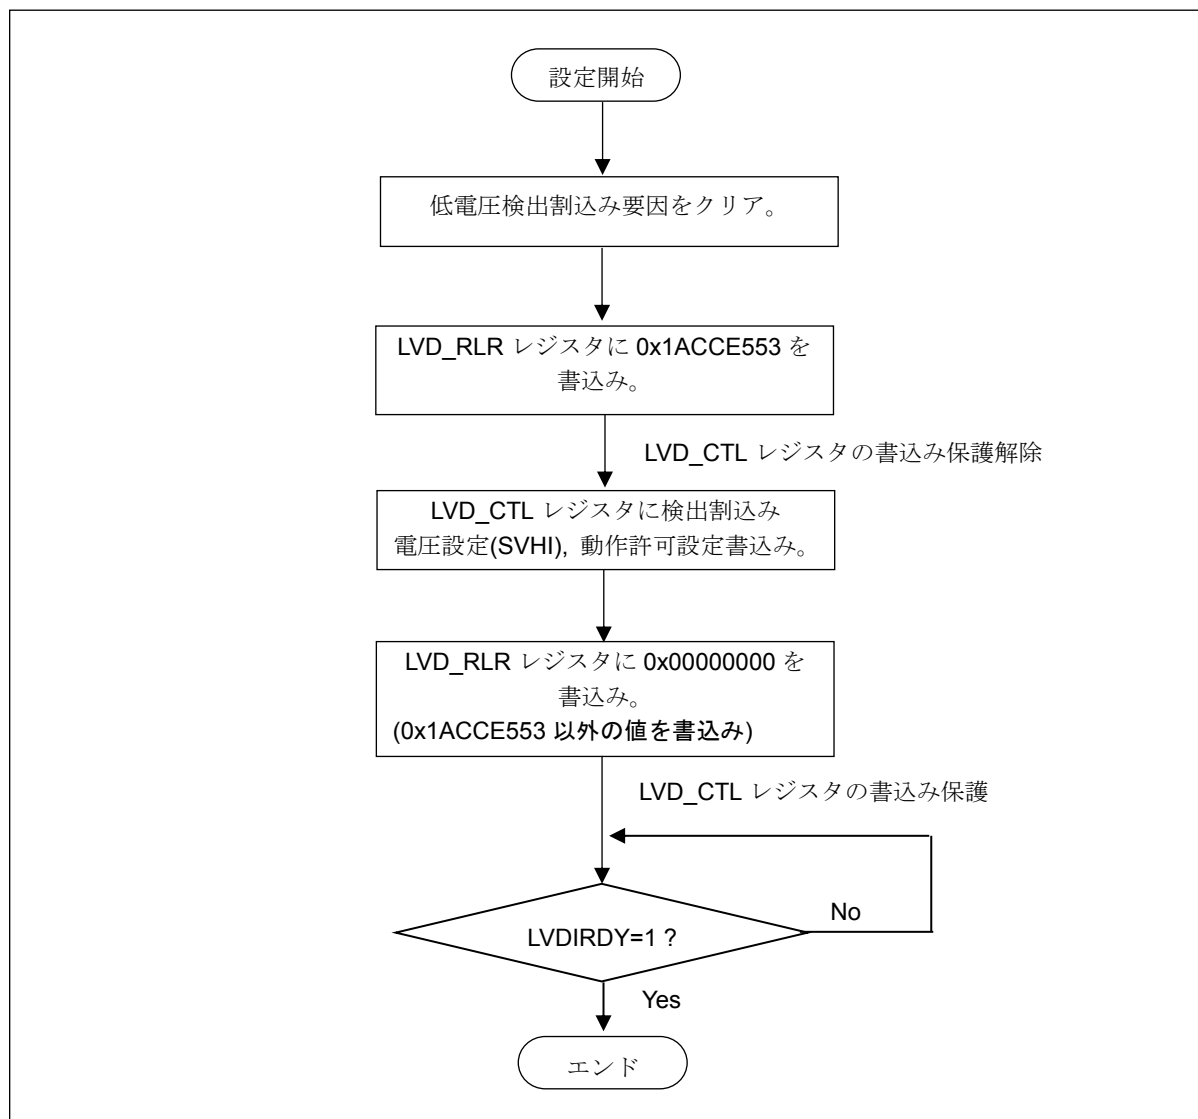 設定開始
低電圧検出割込み要因をクリア。
LVD_RLR レジスタに 0x1ACCE553 を
書込み。
LVD_CTL レジスタの書込み保護解除
LVD_CTL レジスタに検出割込み
電圧設定(SVHI), 動作許可設定書込み。
LVD_RLR レジスタに 0x00000000 を
書込み。
(0x1ACCE553 以外の値を書込み)
LVD_CTL レジスタの書込み保護
No
LVDIRDY=1 ?
Yes
エンド